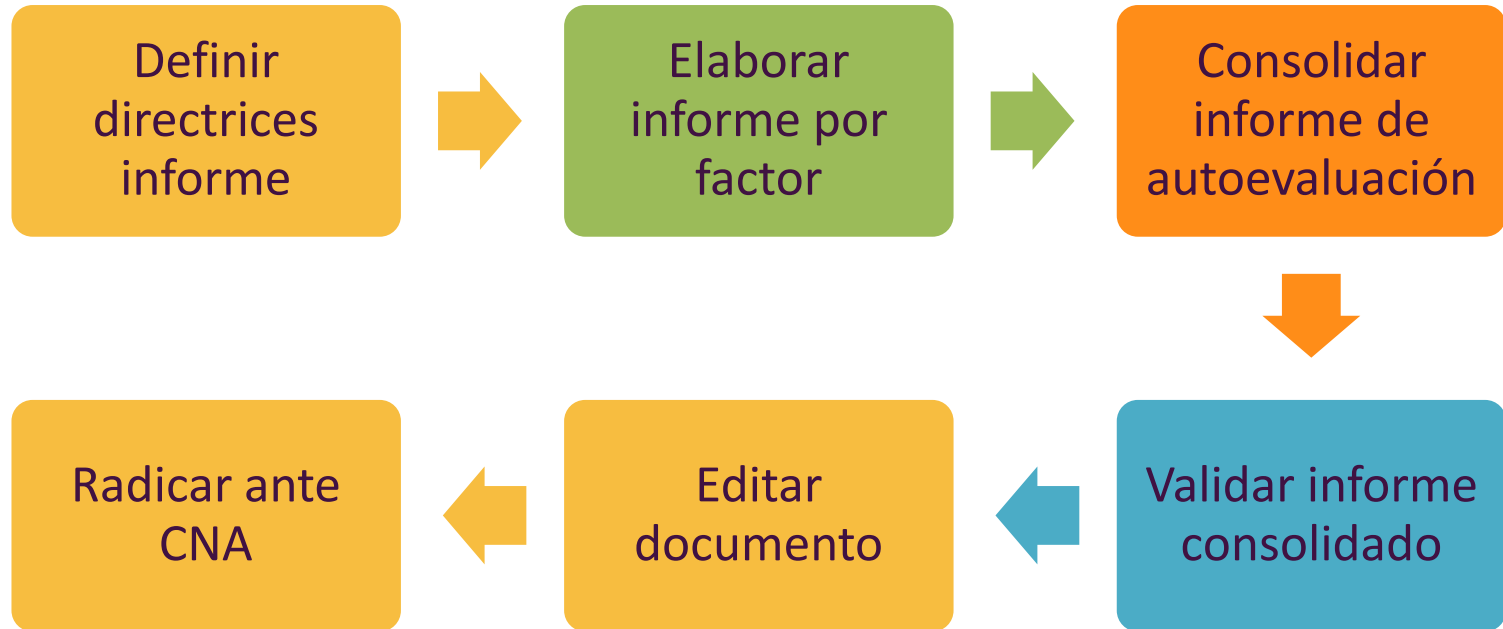 Definir
directrices
informe
Elaborar
informe por
factor
Consolidar
informe de
autoevaluación
Validar informe
consolidado
Editar
documento
Radicar ante
CNA